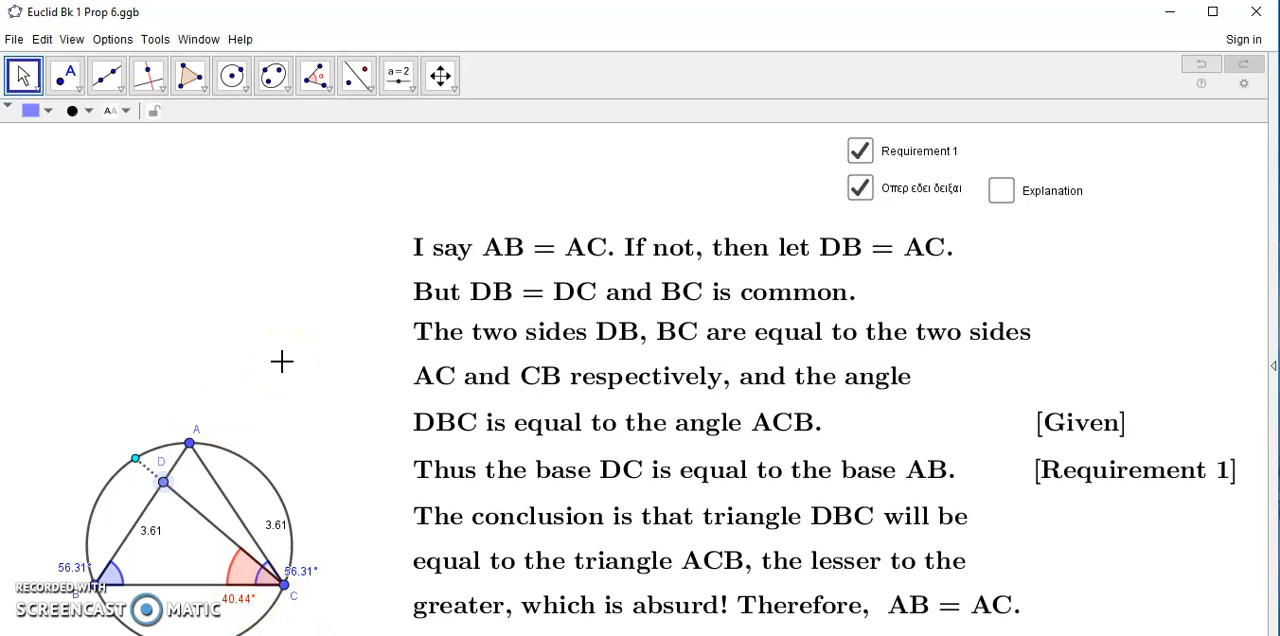 Euclid Bk 1 Prop 6.ggb
File Edit View Options Tools Window Help
Sign in
A
α
a=2
AA
Requirement 1
Οπερ εδει δειξαι
Explanation
I say AB = AC. If not, then let DB = AC.
But DB = DC and BC is common.
The two sides DB, BC are equal to the two sides
AC and CB respectively, and the angle
DBC is equal to the angle ACB. [Given]
Thus the base DC is equal to the base AB. [Requirement 1]
The conclusion is that triangle DBC will be
equal to the triangle ACB, the lesser to the
greater, which is absurd! Therefore, AB = AC.
A
D
3.61
3.61
56.31°
56.31°
40.44°
B
C
RECORDED WITH
SCREENCAST MATIC